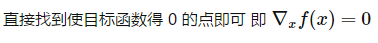 直接找到使目标函数得 0 的点即可 即 ∇ₓf(x) = 0